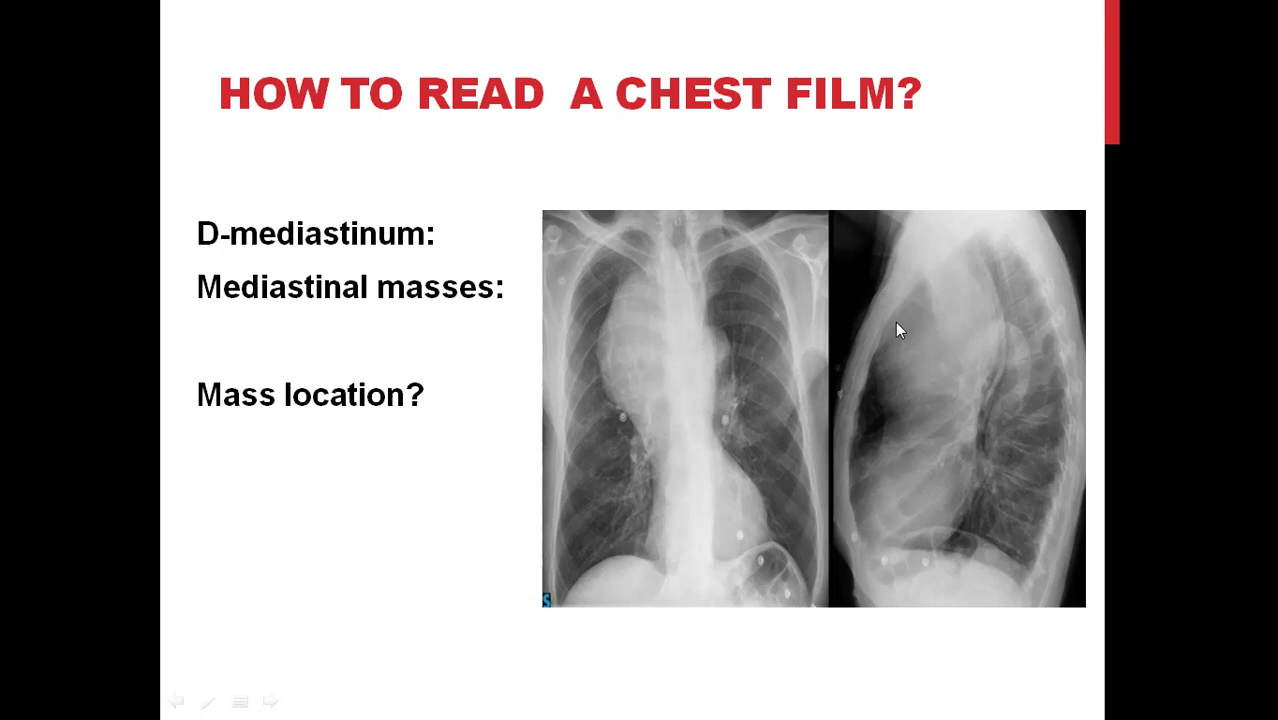 HOW TO READ A CHEST FILM?
D-mediastinum:
Mediastinal masses:
Mass location?
S